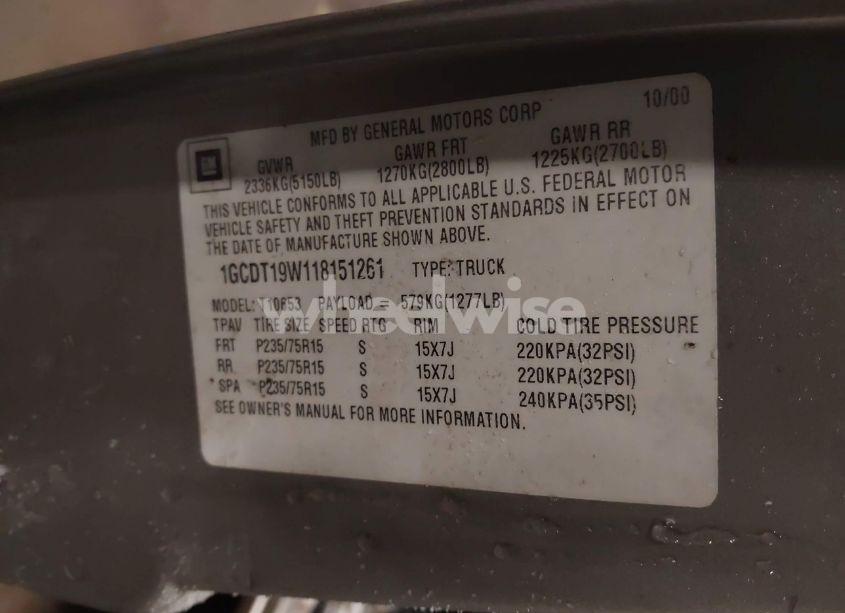 MFD BY GENERAL MOTORS CORP 10/00
GM
GVWR GAWR FRT GAWR RR
2336KG(5150LB) 1270KG(2800LB) 1225KG(2700LB)
THIS VEHICLE CONFORMS TO ALL APPLICABLE U.S. FEDERAL MOTOR
VEHICLE SAFETY AND THEFT PREVENTION STANDARDS IN EFFECT ON
THE DATE OF MANUFACTURE SHOWN ABOVE.
1GCDT19W118151261 TYPE: TRUCK
MODEL: T10653 PAYLOAD = 579KG(1277LB)
wheelwise
TPAV TIRE SIZE SPEED RTG RIM COLD TIRE PRESSURE
FRT P235/75R15 S 15X7J 220KPA(32PSI)
RR P235/75R15 S 15X7J 220KPA(32PSI)
SPA P235/75R15 S 15X7J 240KPA(35PSI)
SEE OWNER'S MANUAL FOR MORE INFORMATION.